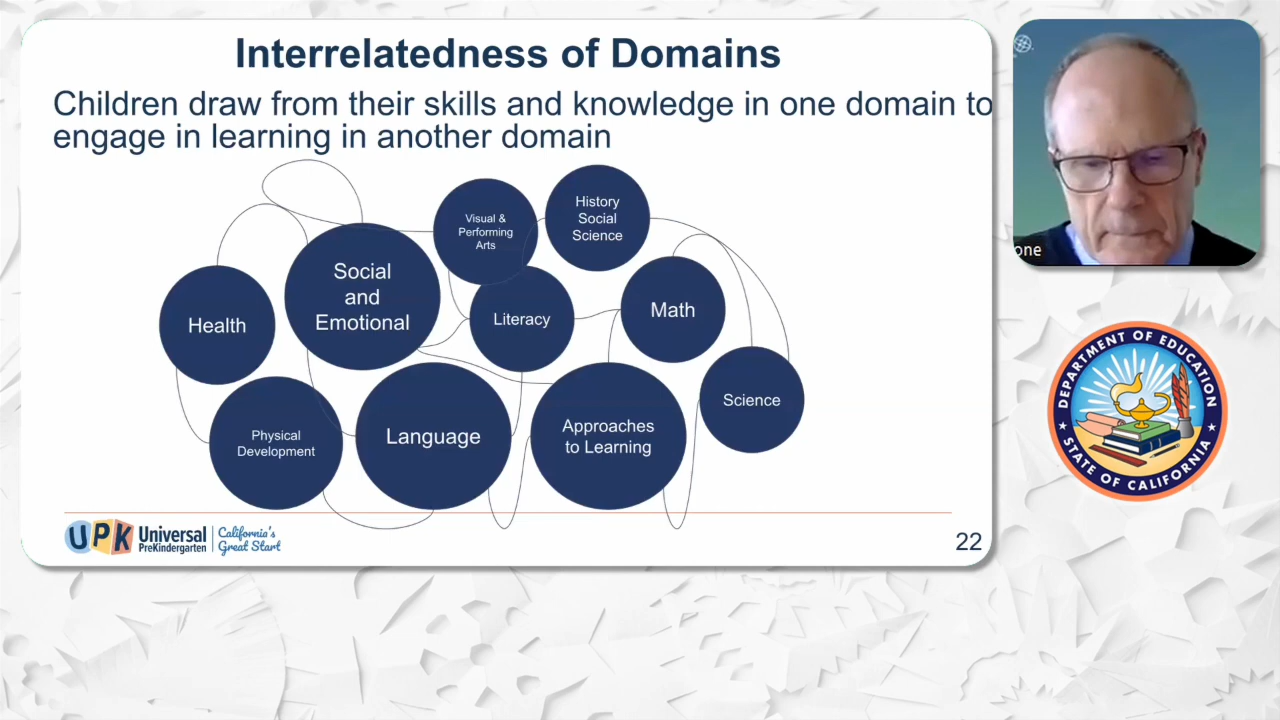 Interrelatedness of Domains
Children draw from their skills and knowledge in one domain to
engage in learning in another domain
Visual &
Performing
Arts
History
Social
Science
Social
and
Emotional
Health
Literacy
Math
Physical
Development
Language
Approaches
to Learning
Science
UPK Universal
PreKindergarten
California's
Great Start
22
one
DEPARTMENT OF EDUCATION
STATE OF CALIFORNIA